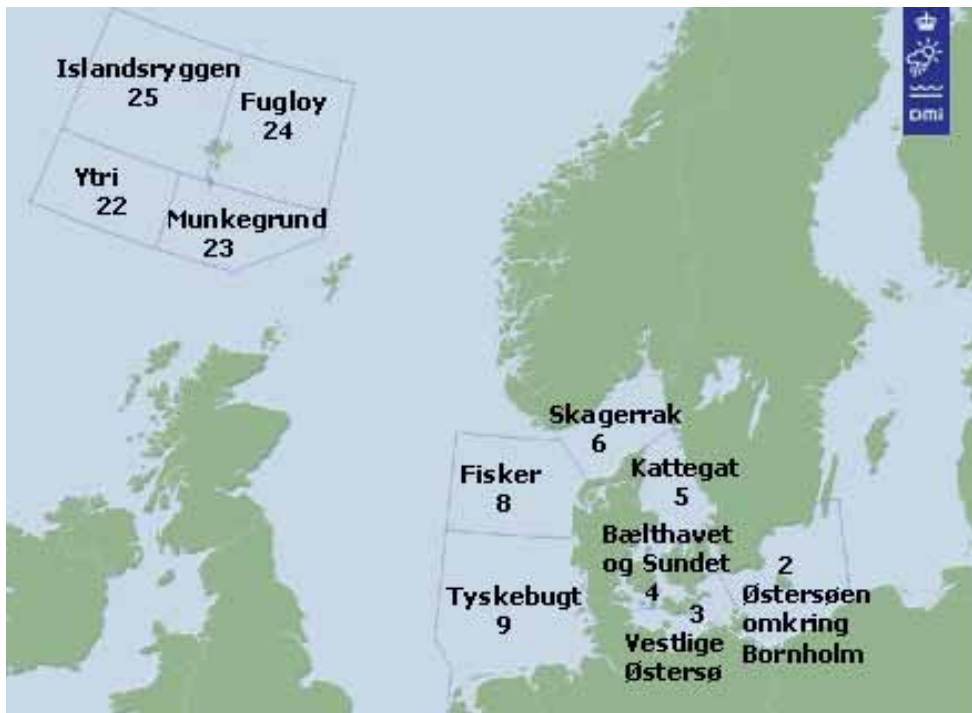 Islandsryggen
25
Fugloy
24
Ytri
22
Munkegrund
23
DMI
Skagerrak
6
Fisker
8
Kattegat
5
Bælthavet
og Sundet
4
Tyskebugt
9
3
Vestlige
Østersø
2
Østersøen
omkring
Bornholm